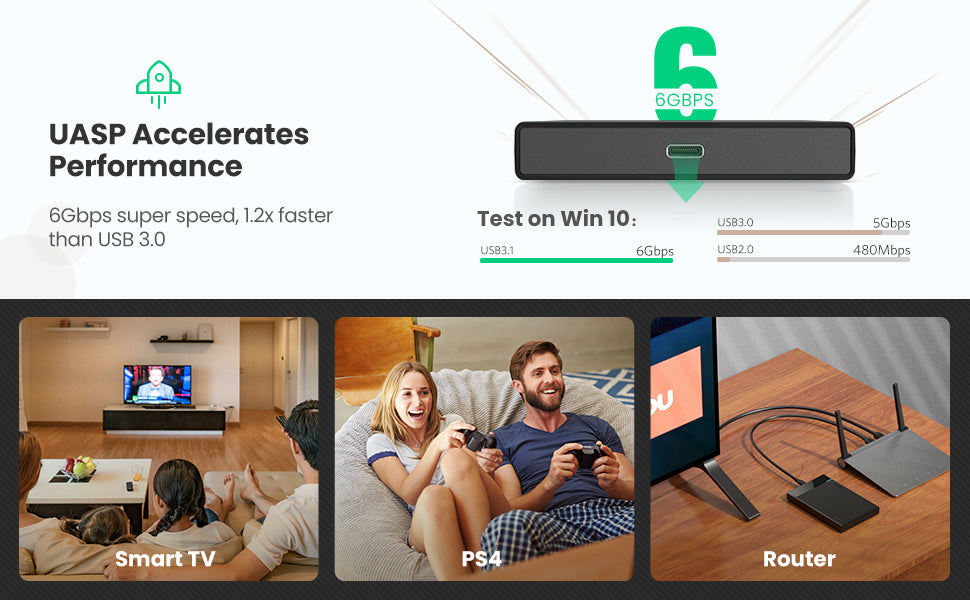 UASP Accelerates
Performance
6Gbps super speed, 1.2x faster
than USB 3.0
6
6GBPS
Test on Win 10:
USB3.1 6Gbps
USB3.0 5Gbps
USB2.0 480Mbps
Smart TV
PS4
Router